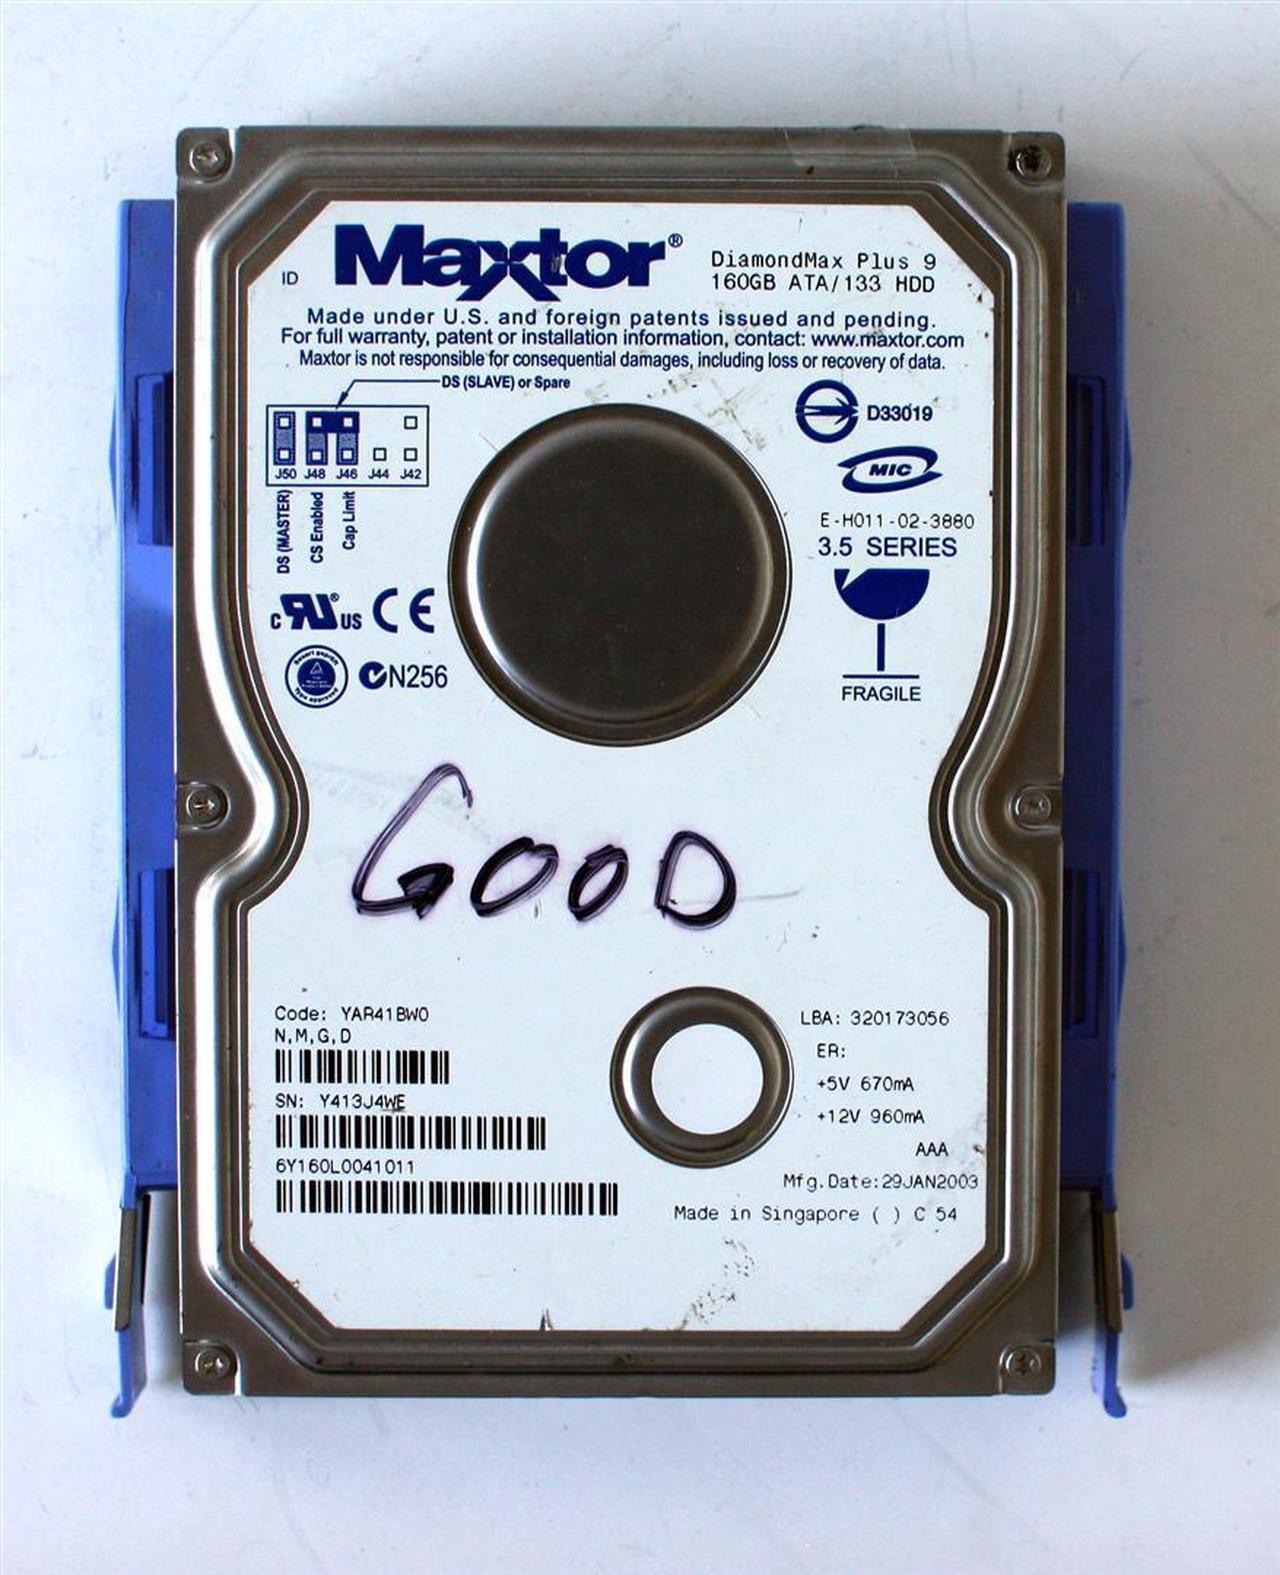 ID Maxtor®
DiamondMax Plus 9
160GB ATA/133 HDD
Made under U.S. and foreign patents issued and pending.
For full warranty, patent or installation information, contact: www.maxtor.com
Maxtor is not responsible for consequential damages, including loss or recovery of data.
DS (SLAVE) or Spare
J50 J48 J46 J44 J42
DS (MASTER)
CS Enabled
Cap Limit
D33019
MIC
E-H011-02-3880
3.5 SERIES
FRAGILE
c RU® US CE
N256
GOOD
Code: YAR41BW0
N,M,G,D
SN: Y413J4WE
6Y160L0041011
LBA: 320173056
ER:
+5V 670mA
+12V 960mA
AAA
Mfg.Date:29JAN2003
Made in Singapore ( ) C 54